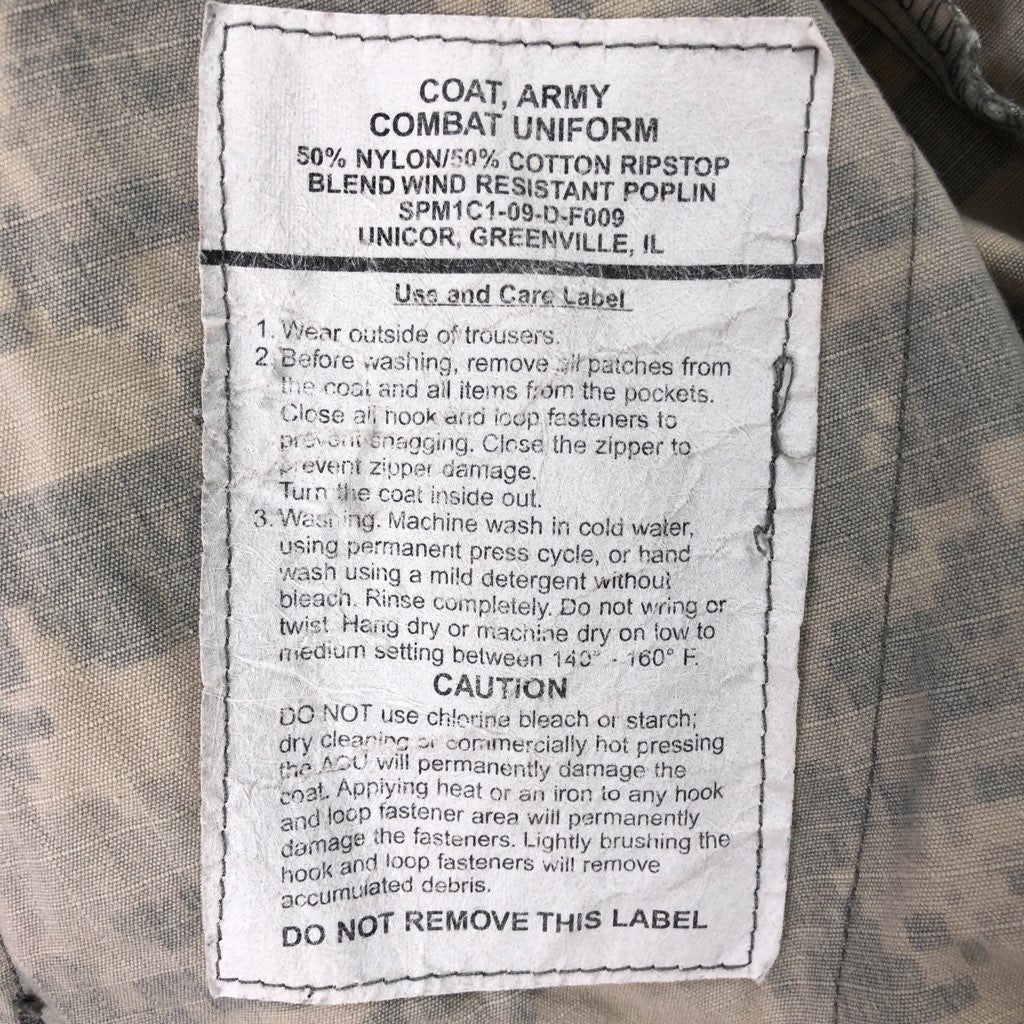 COAT, ARMY
COMBAT UNIFORM
50% NYLON/50% COTTON RIPSTOP
BLEND WIND RESISTANT POPLIN
SPM1C1-09-D-F009
UNICOR, GREENVILLE, IL
Use and Care Label
1. Wear outside of trousers.
2. Before washing, remove all patches from
the coat and all items from the pockets.
Close all hook and loop fasteners to
prevent snagging. Close the zipper to
prevent zipper damage.
Turn the coat inside out.
3. Washing. Machine wash in cold water,
using permanent press cycle, or hand
wash using a mild detergent without
bleach. Rinse completely. Do not wring or
twist. Hang dry or machine dry on low to
medium setting between 140° - 160° F.
CAUTION
DO NOT use chlorine bleach or starch;
dry cleaning or commercially hot pressing
the ACU will permanently damage the
coat. Applying heat or an iron to any hook
and loop fastener area will permanently
damage the fasteners. Lightly brushing the
hook and loop fasteners will remove
accumulated debris.
DO NOT REMOVE THIS LABEL